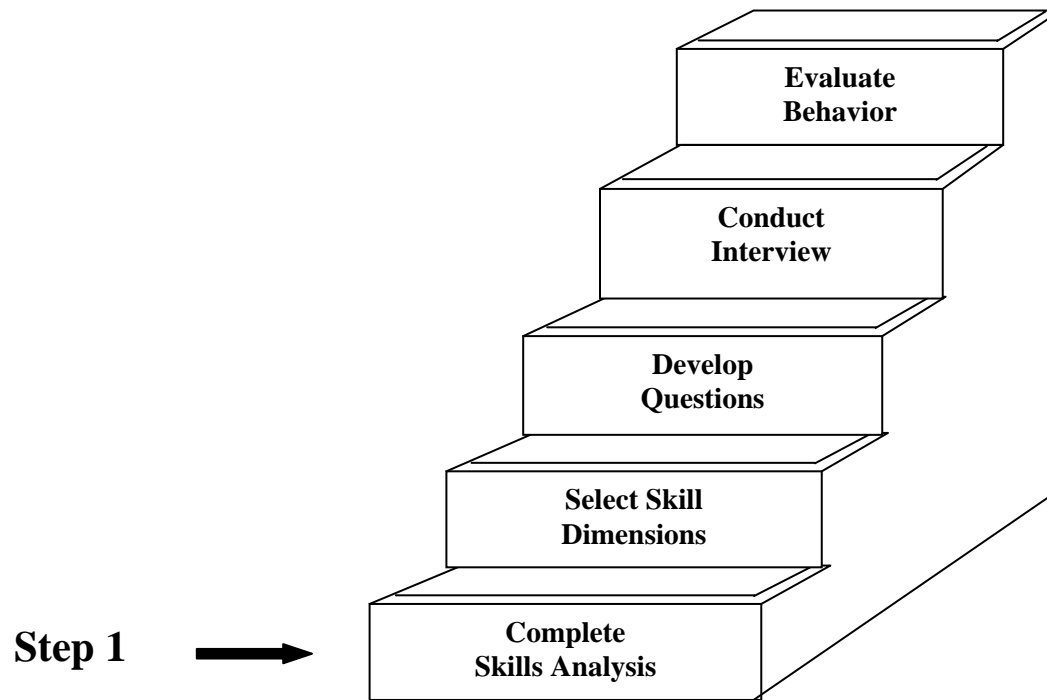 Evaluate
Behavior
Conduct
Interview
Develop
Questions
Select Skill
Dimensions
Step 1
Complete
Skills Analysis